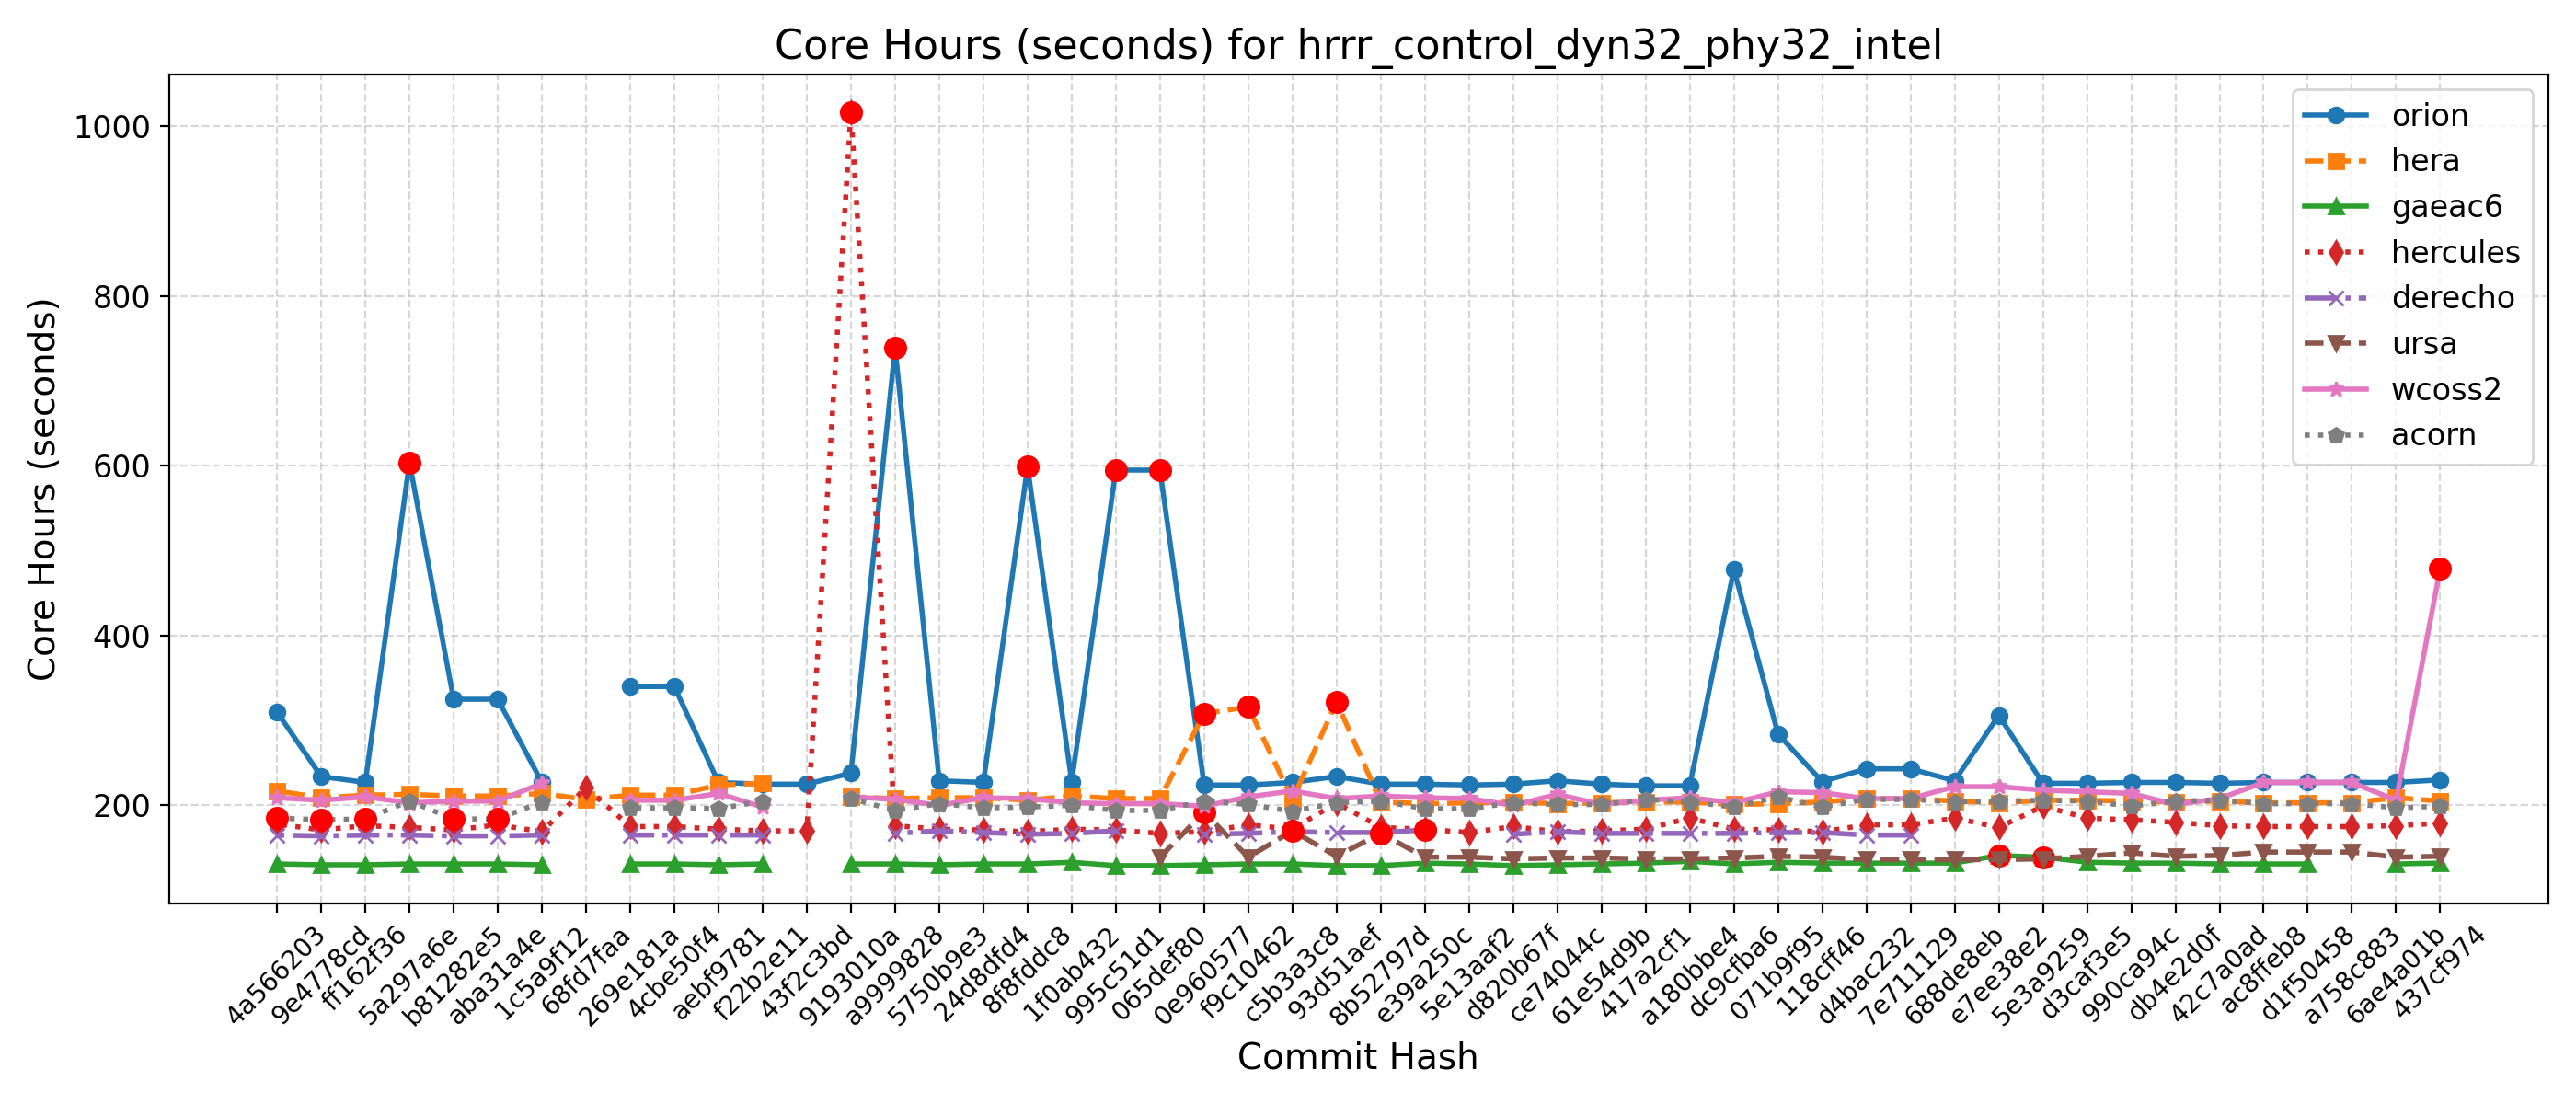 Core Hours (seconds) for hrrr_control_dyn32_phy32_intel
Core Hours (seconds)
1000
800
600
400
200
orion
hera
gaeac6
hercules
derecho
ursa
wcoss2
acorn
4a566203
9e4778cd
ff162f36
5a297a6e
b81282e5
aba31a4e
1c5a9f12
68fd7faa
269e181a
4cbe50f4
aebf9781
f22b2e11
43f2c3bd
9193010a
a9999828
5750b9e3
24d8dfd4
8f8fddc8
1f0ab432
995c51d1
065def80
0e960577
f9c10462
c5b3a3c8
93d51aef
8b52797d
e39a250c
5e13aaf2
d820b67f
ce74044c
61e54d9b
417a2cf1
a180bbe4
dc9cfba6
071b9f95
118cff46
d4bac232
7e711129
688de8eb
e7ee38e2
5e3a9259
d3caf3e5
990ca94c
db4e2d0f
42c7a0ad
ac8ffeb8
d1f50458
a758c883
6ae4a01b
437cf974
Commit Hash